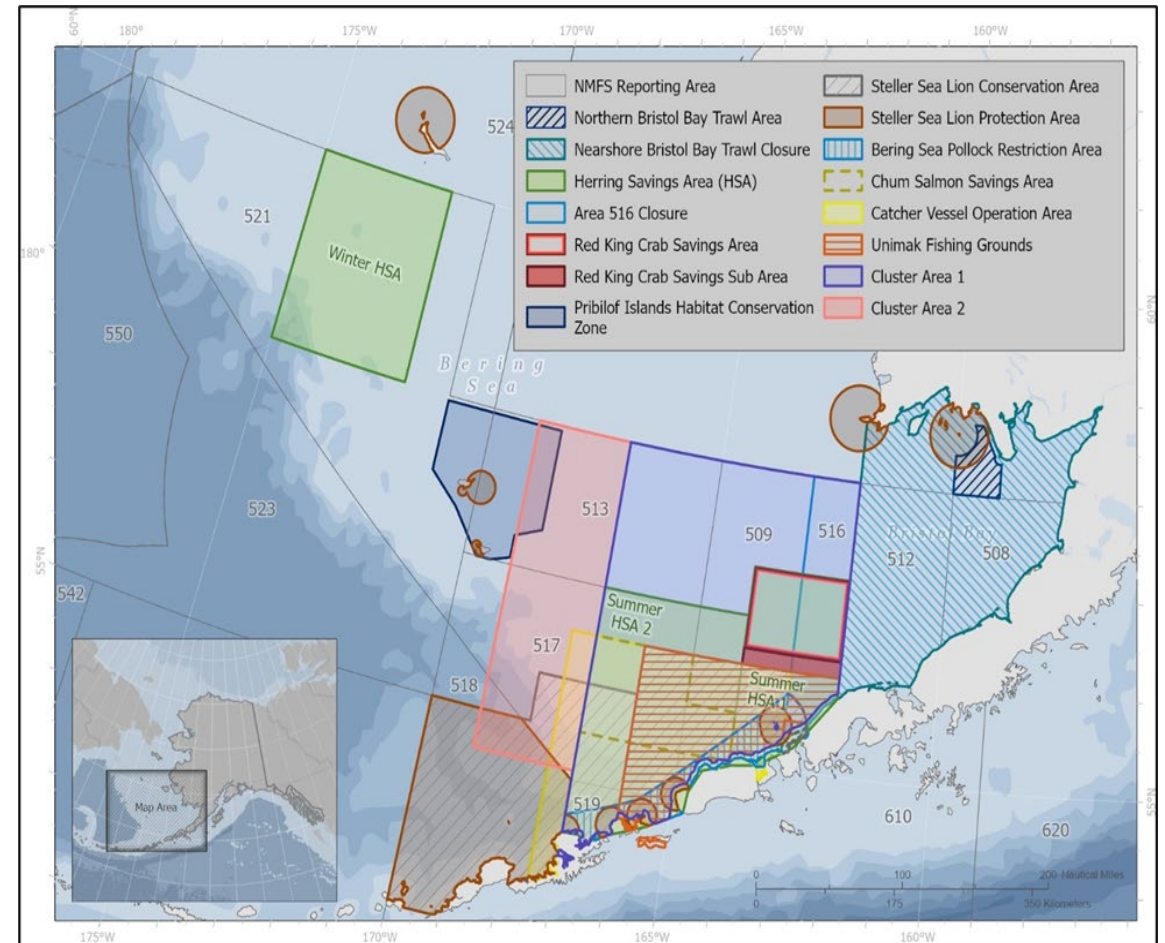 60°N
180°
175°W
170°W
165°W
160°W
NMFS Reporting Area
Northern Bristol Bay Trawl Area
Nearshore Bristol Bay Trawl Closure
Herring Savings Area (HSA)
Area 516 Closure
Red King Crab Savings Area
Red King Crab Savings Sub Area
Pribilof Islands Habitat Conservation
Zone
Steller Sea Lion Conservation Area
Steller Sea Lion Protection Area
Bering Sea Pollock Restriction Area
Chum Salmon Savings Area
Catcher Vessel Operation Area
Unimak Fishing Grounds
Cluster Area 1
Cluster Area 2
524
521
Winter HSA
180°
60°N
550
Bering
Sea
523
513
509
516
Bristol Bay
512
508
55°N
542
Summer
HSA 2
517
518
Summer
HSA 1
519
Map Area
610
620
55°N
0
100
200 Nautical Miles
0
175
350 Kilometers
175°W
170°W
165°W
160°W